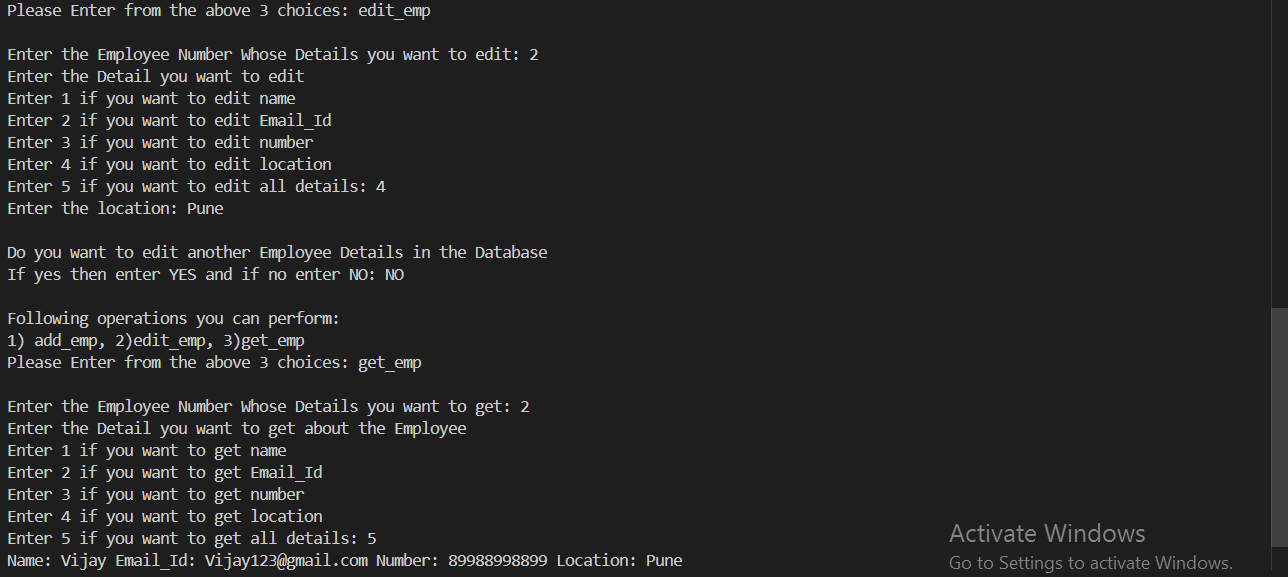 Please Enter from the above 3 choices: edit_emp
Enter the Employee Number Whose Details you want to edit: 2
Enter the Detail you want to edit
Enter 1 if you want to edit name
Enter 2 if you want to edit Email_Id
Enter 3 if you want to edit number
Enter 4 if you want to edit location
Enter 5 if you want to edit all details: 4
Enter the location: Pune
Do you want to edit another Employee Details in the Database
If yes then enter YES and if no enter NO: NO
Following operations you can perform:
1) add_emp, 2)edit_emp, 3)get_emp
Please Enter from the above 3 choices: get_emp
Enter the Employee Number Whose Details you want to get: 2
Enter the Detail you want to get about the Employee
Enter 1 if you want to get name
Enter 2 if you want to get Email_Id
Enter 3 if you want to get number
Enter 4 if you want to get location
Enter 5 if you want to get all details: 5
Name: Vijay Email_Id: Vijay123@gmail.com Number: 89988998899 Location: Pune
Activate Windows
Go to Settings to activate Windows.